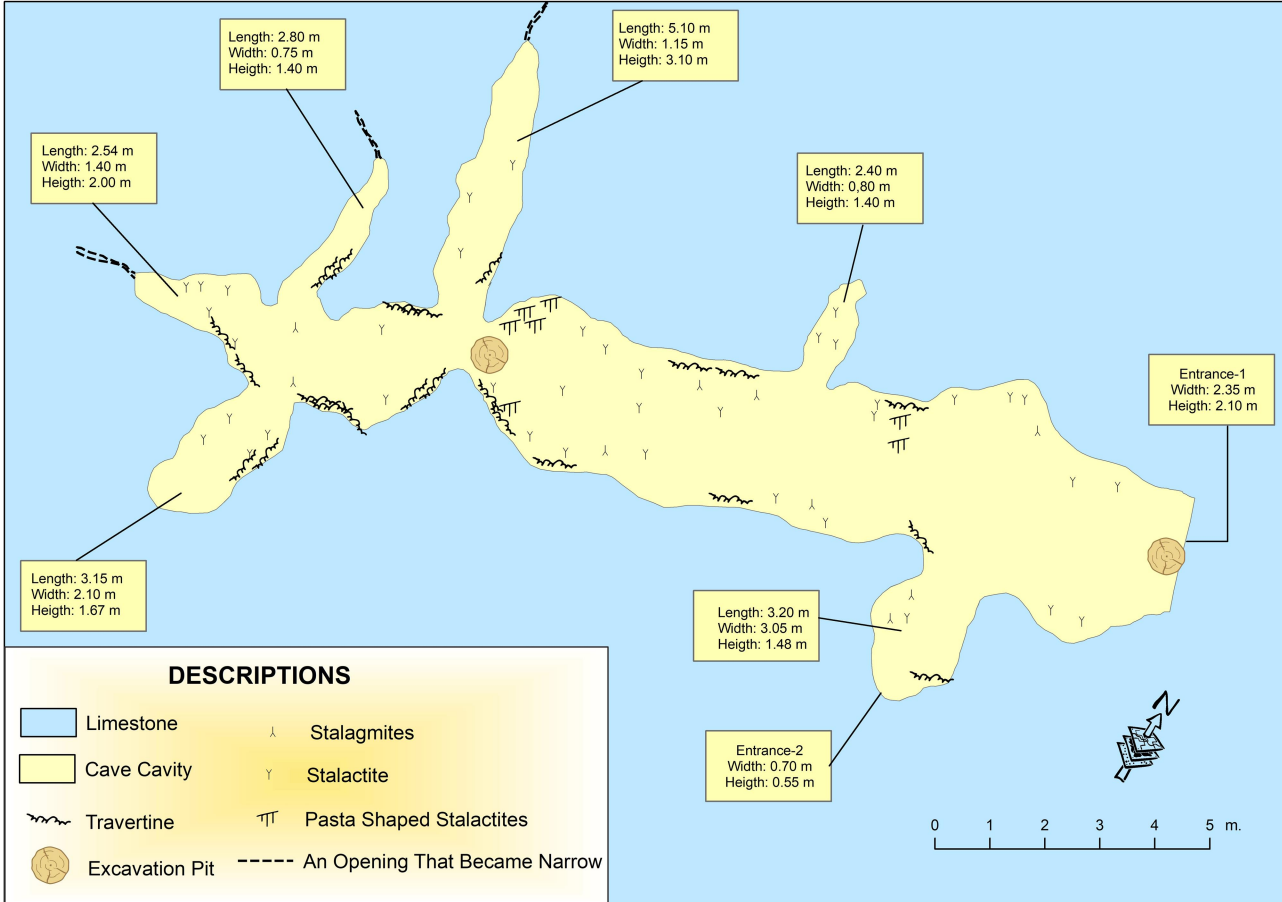 Length: 2.80 m
Width: 0.75 m
Heigth: 1.40 m
Length: 5.10 m
Width: 1.15 m
Heigth: 3.10 m
Length: 2.54 m
Width: 1.40 m
Heigth: 2.00 m
Length: 2.40 m
Width: 0,80 m
Heigth: 1.40 m
Entrance-1
Width: 2.35 m
Heigth: 2.10 m
Length: 3.15 m
Width: 2.10 m
Heigth: 1.67 m
Length: 3.20 m
Width: 3.05 m
Heigth: 1.48 m
Entrance-2
Width: 0.70 m
Heigth: 0.55 m
N
0 1 2 3 4 5 m.
DESCRIPTIONS
Limestone
Cave Cavity
Travertine
Excavation Pit
Stalagmites
Stalactite
Pasta Shaped Stalactites
An Opening That Became Narrow